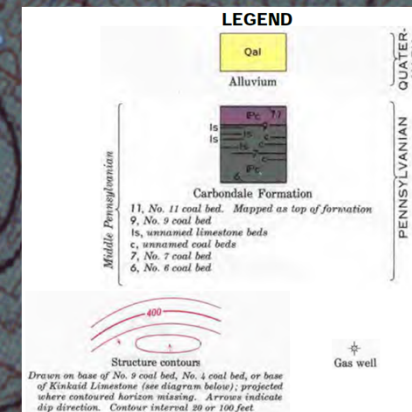 LEGEND
Qal
Alluvium
QUATER-
ls
ls
ls
ls
c
c
c
9
7
6
Carbondale Formation
11, No. 11 coal bed. Mapped as top of formation
9, No. 9 coal bed
ls, unnamed limestone beds
c, unnamed coal beds
7, No. 7 coal bed
6, No. 6 coal bed
Middle Pennsylvanian
PENNSYLVANIAN
400
Structure contours
Drawn on base of No. 9 coal bed, No. 4 coal bed, or base
of Kinkaid Limestone (see diagram below); projected
where contoured horizon missing. Arrows indicate
dip direction. Contour interval 20 or 100 feet
Gas well